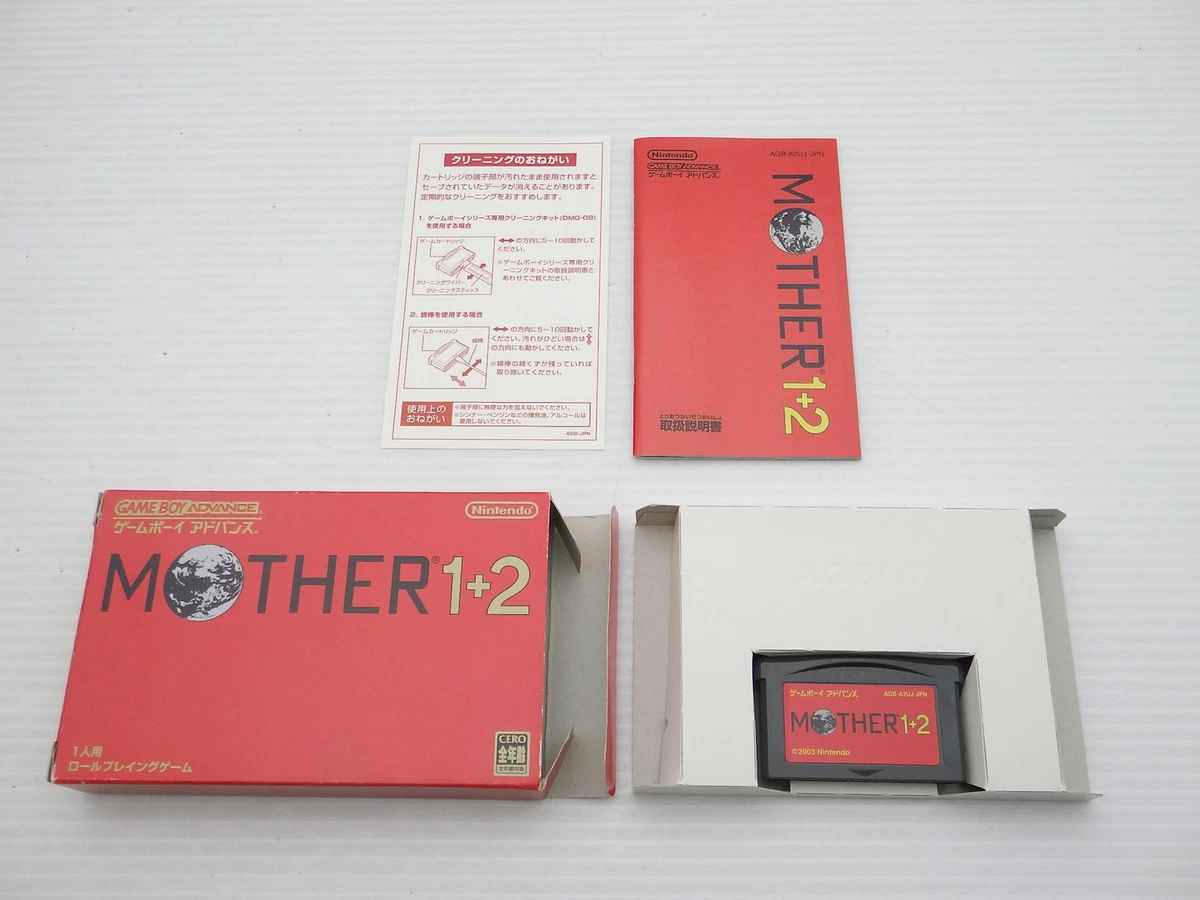 クリーニングのおねがい
カートリッジの端子部が汚れたまま使用されますと
セーブされていたデータが消えることがあります。
定期的なクリーニングをおすすめします。
1. ゲームボーイシリーズ専用クリーニングキット(DMG-08)
を使用する場合
ゲームカートリッジ
クリーニングワイパー
クリーニングスティック
の方向に5〜10回動かして
ください。
※ゲームボーイシリーズ専用クリ
ーニングキットの取扱説明書と
あわせてご覧ください。
2. 綿棒を使用する場合
ゲームカートリッジ
綿棒
の方向に5〜10回動かして
ください。汚れがひどい場合は
の方向にも動かしてください。
※綿棒の綿くずが残っていれば
取り除いてください。
使用上の
おねがい
※端子部に無理な力を加えないでください。
※シンナー・ベンジンなどの揮発油、アルコールは
使用しないでください。
AGB-JPN
Nintendo
AGB-A2UJ-JPN
GAME BOY ADVANCE
ゲームボーイ アドバンス
MOTHER® 1+2
とりあつかいせつめいしょ
取扱説明書
GAME BOY ADVANCE
Nintendo
ゲームボーイ アドバンス
MOTHER® 1+2
1人用
ロールプレイングゲーム
CERO
全年齢
全年齢対象
ゲームボーイ アドバンス
AGB-A2UJ-JPN
MOTHER 1+2
©2003 Nintendo